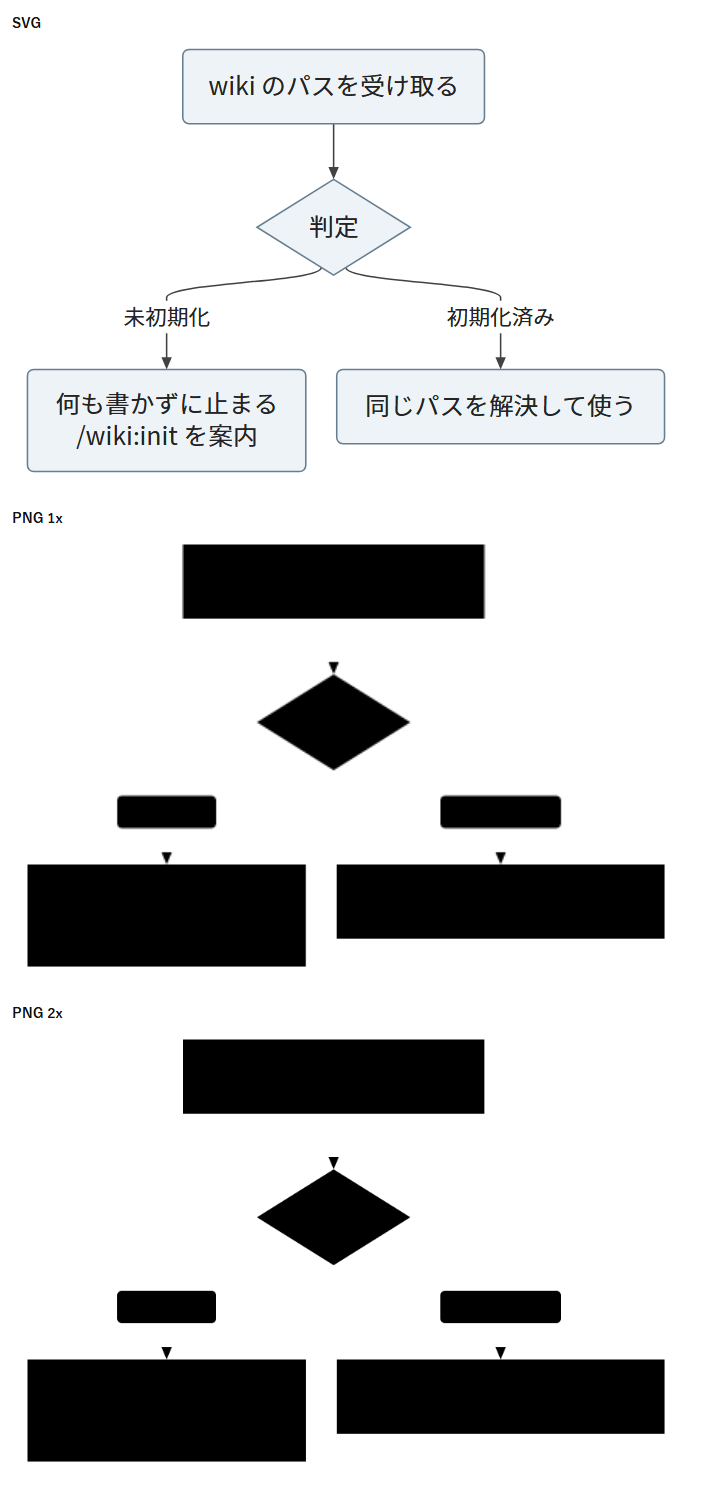 SVG
wiki のパスを受け取る
判定
未初期化
初期化済み
何も書かずに止まる
/wiki:init を案内
同じパスを解決して使う
PNG 1x
PNG 2x